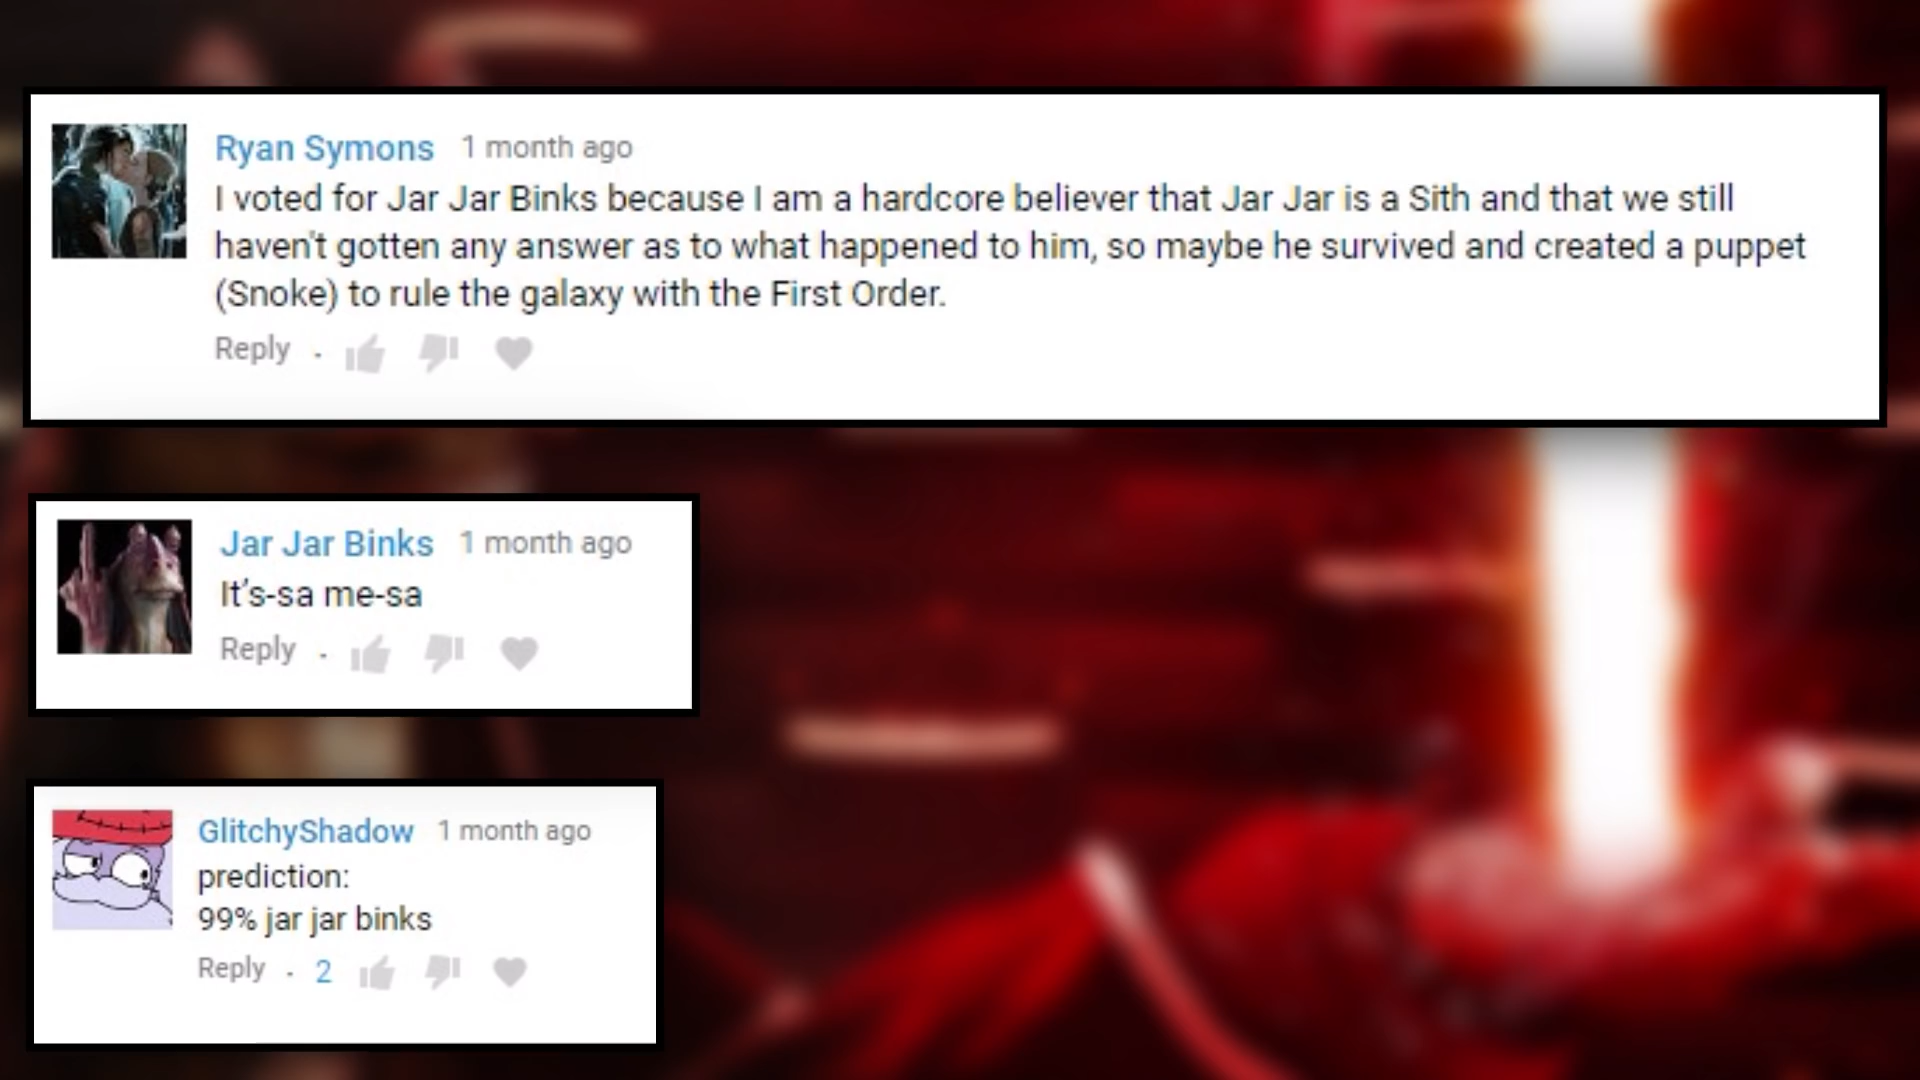 Ryan Symons 1 month ago
I voted for Jar Jar Binks because I am a hardcore believer that Jar Jar is a Sith and that we still
haven't gotten any answer as to what happened to him, so maybe he survived and created a puppet
(Snoke) to rule the galaxy with the First Order.
Reply .
Jar Jar Binks 1 month ago
It's-sa me-sa
Reply .
GlitchyShadow 1 month ago
prediction:
99% jar jar binks
Reply . 2